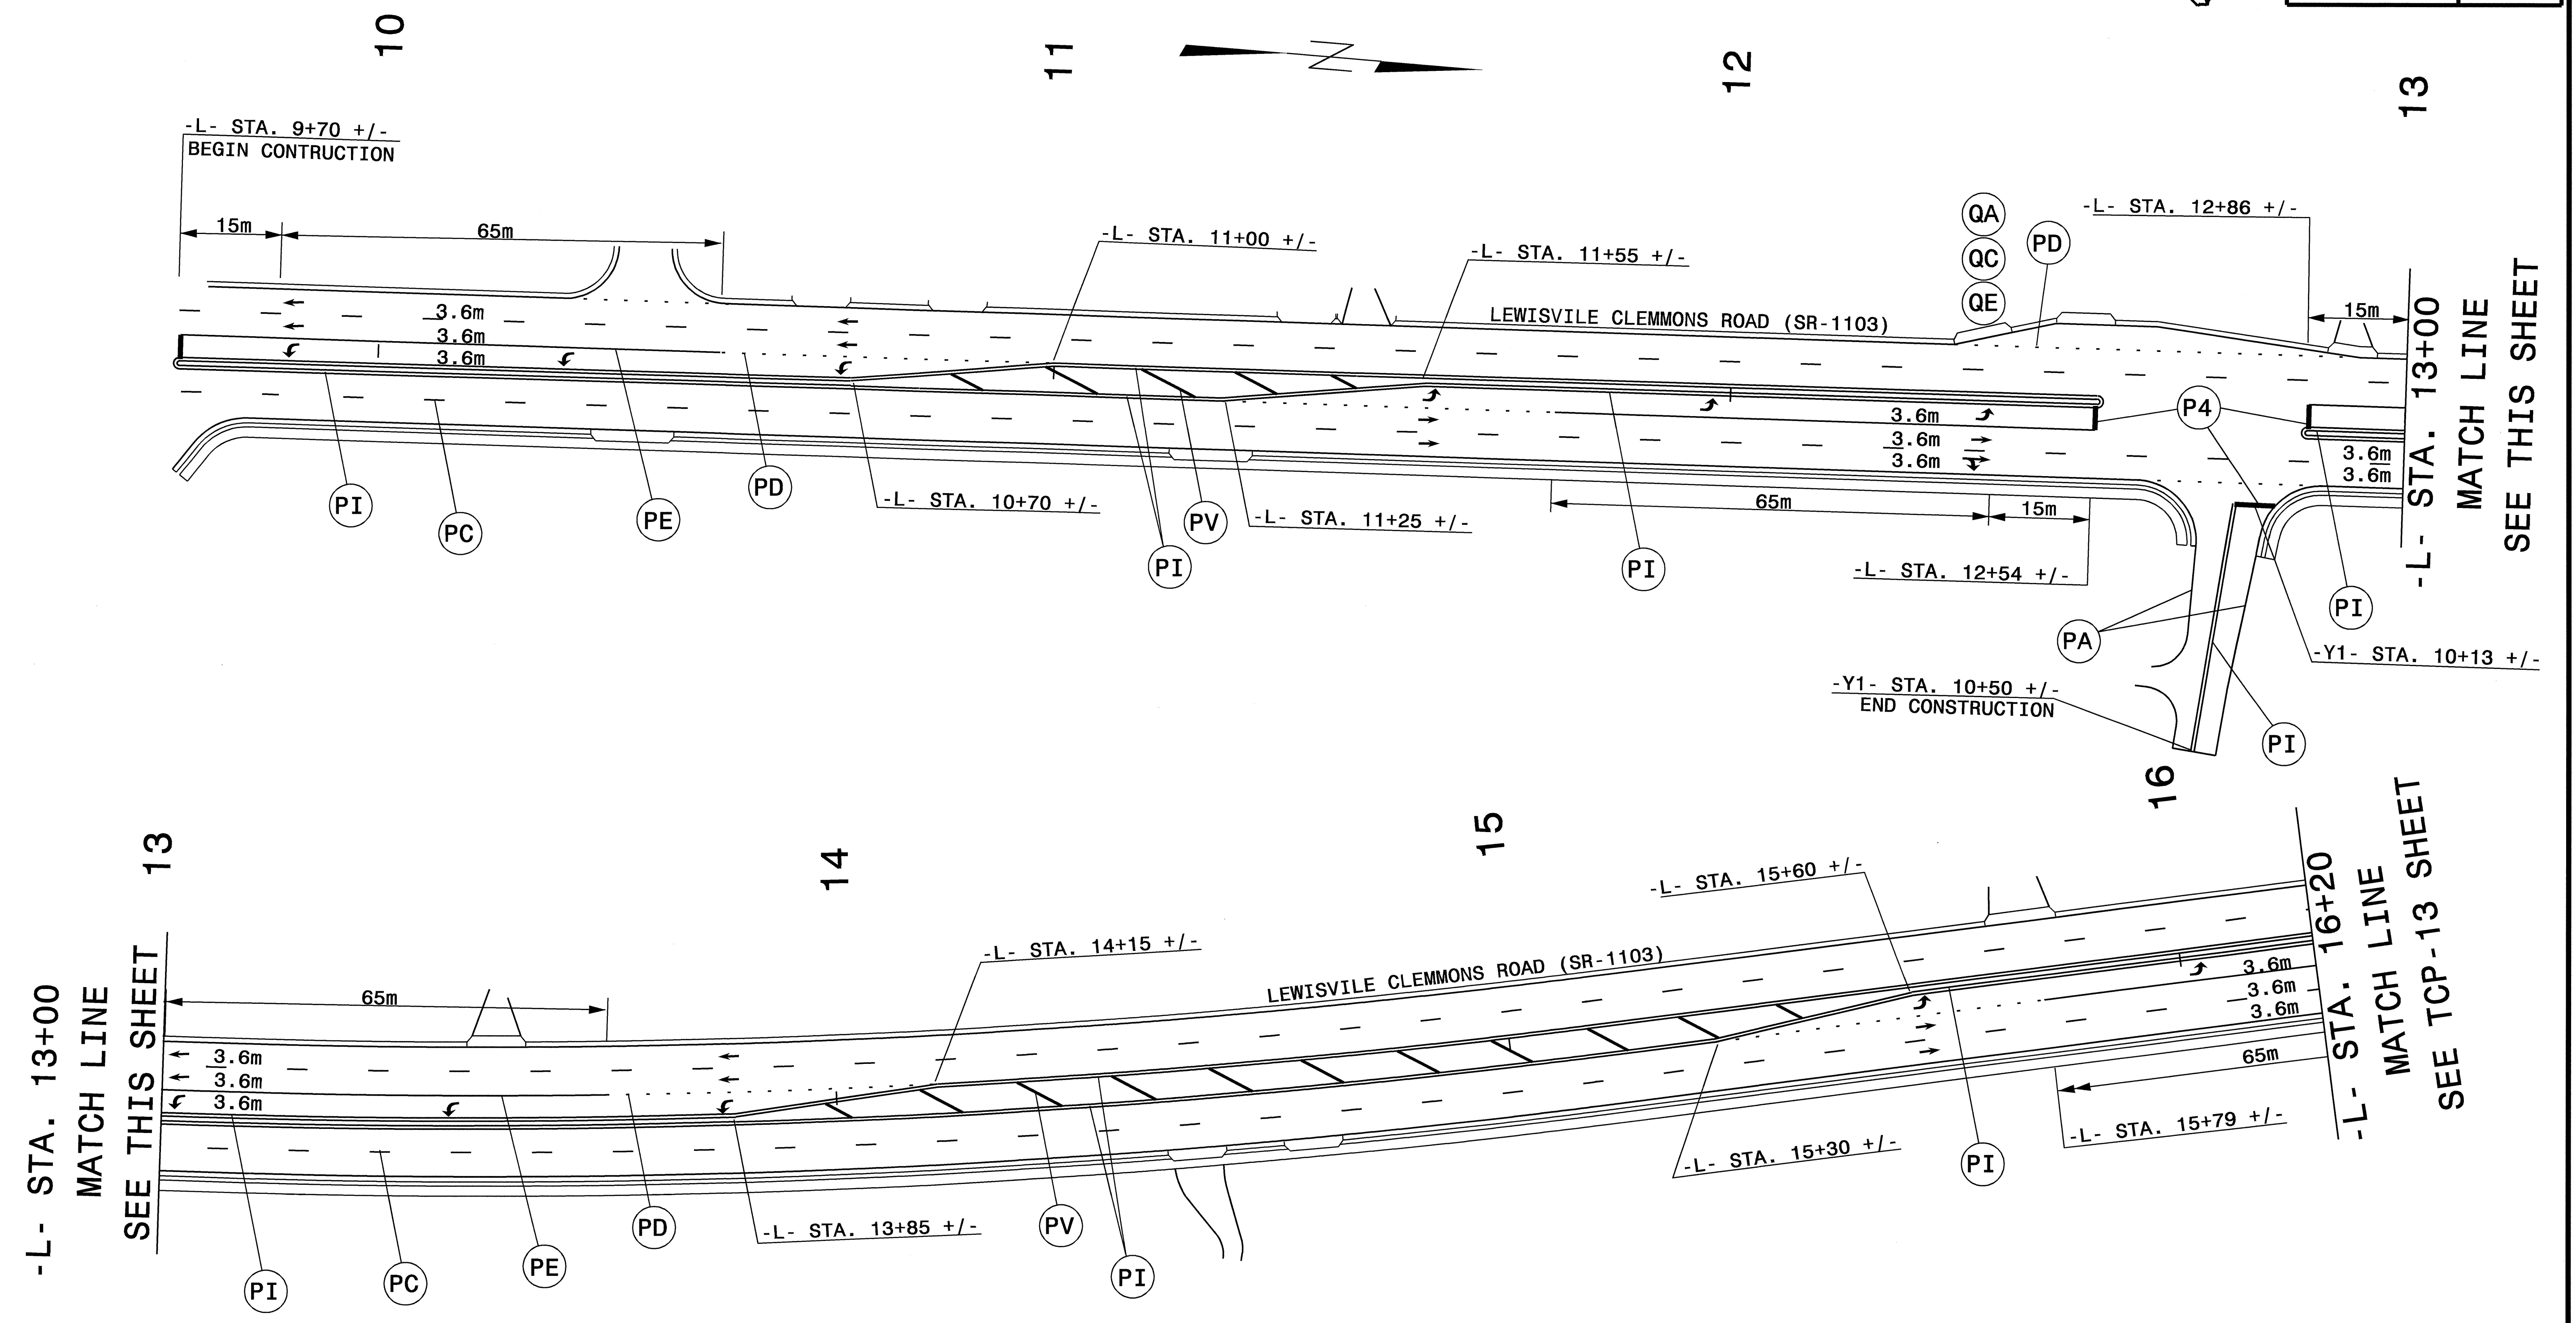 10
11
12
13
N
-L- STA. 9+70 +/-
BEGIN CONTRUCTION
15m
65m
-L- STA. 11+00 +/-
-L- STA. 11+55 +/-
QA
QC
QE
PD
-L- STA. 12+86 +/-
15m
LEWISVILE CLEMMONS ROAD (SR-1103)
3.6m
3.6m
3.6m
P4
3.6m
3.6m
3.6m
3.6m
3.6m
PI
PC
PE
PD
-L- STA. 10+70 +/-
PV
-L- STA. 11+25 +/-
PI
PI
65m
15m
-L- STA. 12+54 +/-
PI
PA
-Y1- STA. 10+13 +/-
-Y1- STA. 10+50 +/-
END CONSTRUCTION
PI
-L- STA. 13+00
MATCH LINE
SEE THIS SHEET
13
14
15
16
-L- STA. 13+00
MATCH LINE
SEE THIS SHEET
65m
-L- STA. 14+15 +/-
LEWISVILE CLEMMONS ROAD (SR-1103)
-L- STA. 15+60 +/-
3.6m
3.6m
3.6m
3.6m
3.6m
3.6m
65m
-L- STA. 15+79 +/-
-L- STA. 15+30 +/-
PI
PI
PC
PE
PD
-L- STA. 13+85 +/-
PV
PI
-L- STA. 16+20
MATCH LINE
SEE TCP-13 SHEET